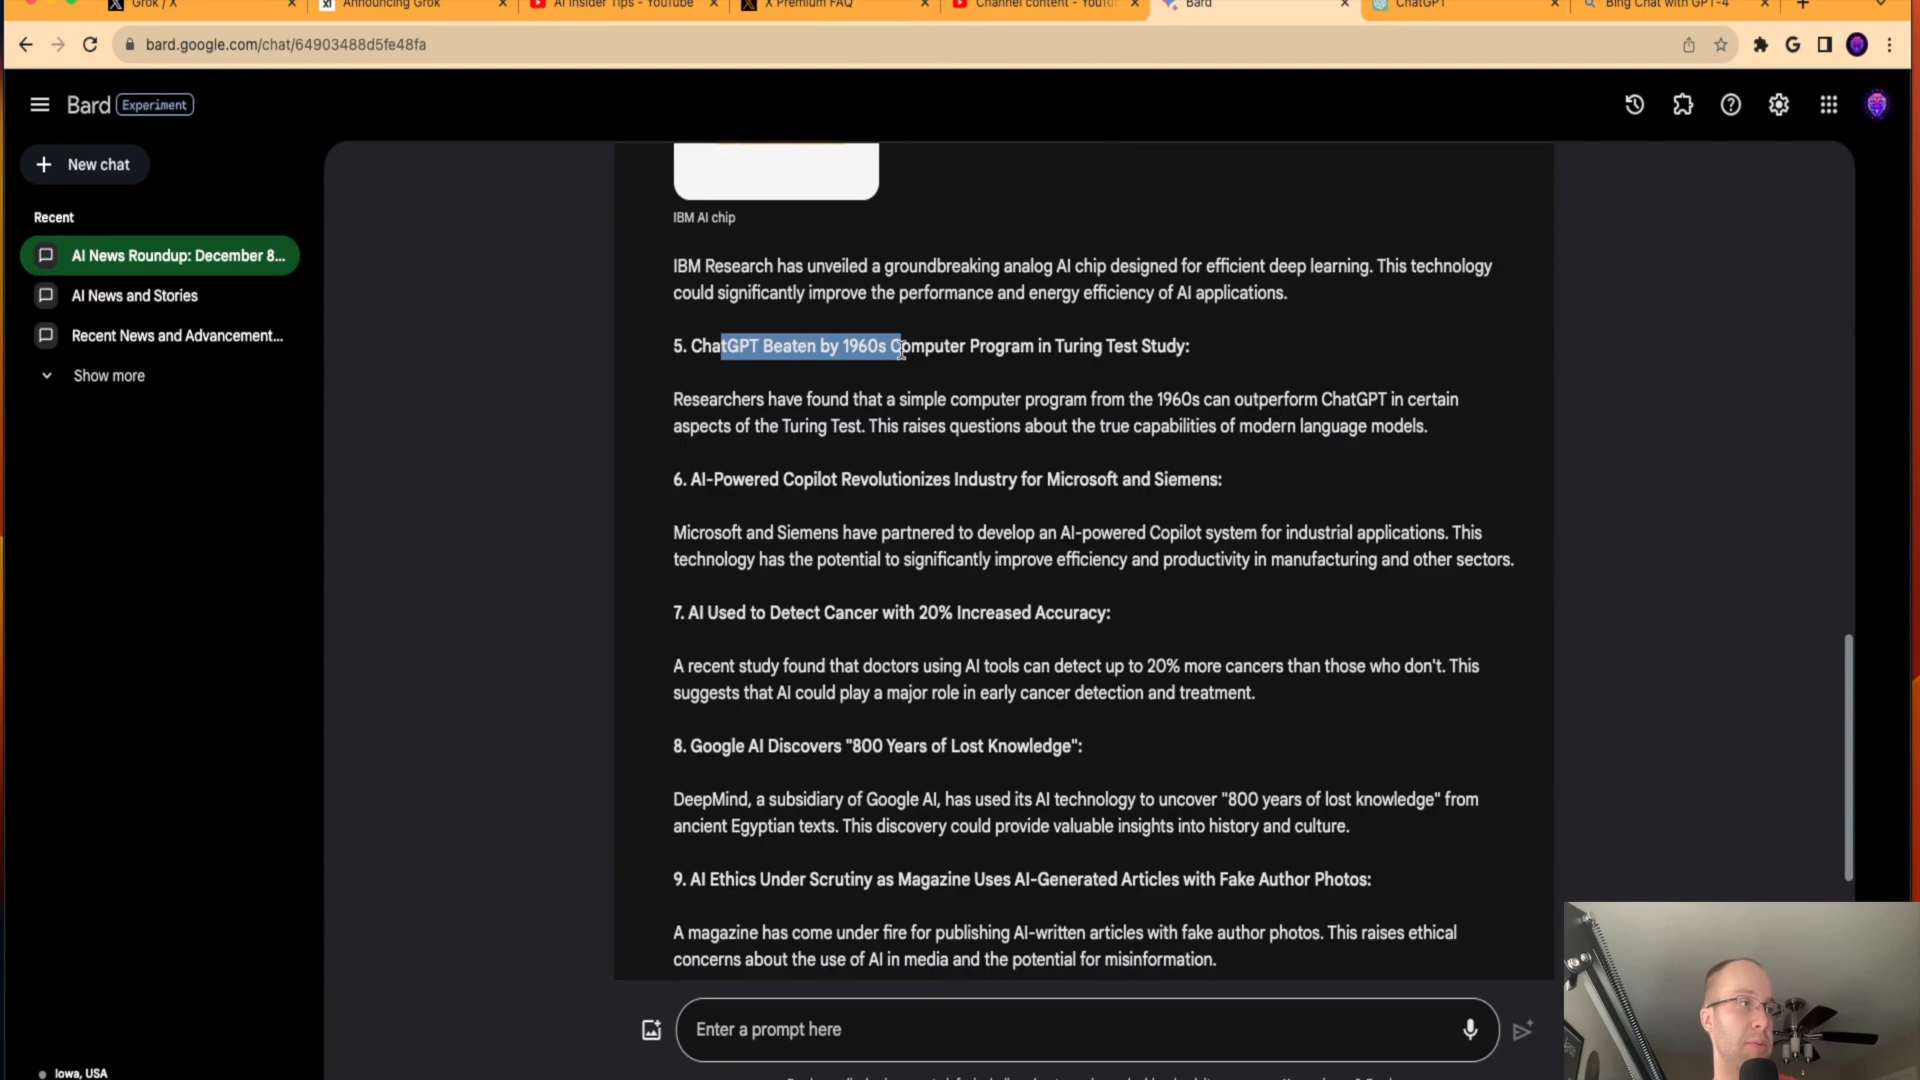 Grok / X
Announcing Grok
AI Insider Tips - YouTube
X Premium FAQ
Channel content - YouTu
Bard
ChatGPT
Bing Chat with GPT-4
bard.google.com/chat/64903488d5fe48fa
Bard Experiment
New chat
Recent
AI News Roundup: December 8...
AI News and Stories
Recent News and Advancement...
Show more
IBM AI chip
IBM Research has unveiled a groundbreaking analog AI chip designed for efficient deep learning. This technology
could significantly improve the performance and energy efficiency of AI applications.
5. ChatGPT Beaten by 1960s Computer Program in Turing Test Study:
Researchers have found that a simple computer program from the 1960s can outperform ChatGPT in certain
aspects of the Turing Test. This raises questions about the true capabilities of modern language models.
6. AI-Powered Copilot Revolutionizes Industry for Microsoft and Siemens:
Microsoft and Siemens have partnered to develop an AI-powered Copilot system for industrial applications. This
technology has the potential to significantly improve efficiency and productivity in manufacturing and other sectors.
7. AI Used to Detect Cancer with 20% Increased Accuracy:
A recent study found that doctors using AI tools can detect up to 20% more cancers than those who don't. This
suggests that AI could play a major role in early cancer detection and treatment.
8. Google AI Discovers "800 Years of Lost Knowledge":
DeepMind, a subsidiary of Google AI, has used its AI technology to uncover "800 years of lost knowledge" from
ancient Egyptian texts. This discovery could provide valuable insights into history and culture.
9. AI Ethics Under Scrutiny as Magazine Uses AI-Generated Articles with Fake Author Photos:
A magazine has come under fire for publishing AI-written articles with fake author photos. This raises ethical
concerns about the use of AI in media and the potential for misinformation.
Enter a prompt here
Iowa, USA